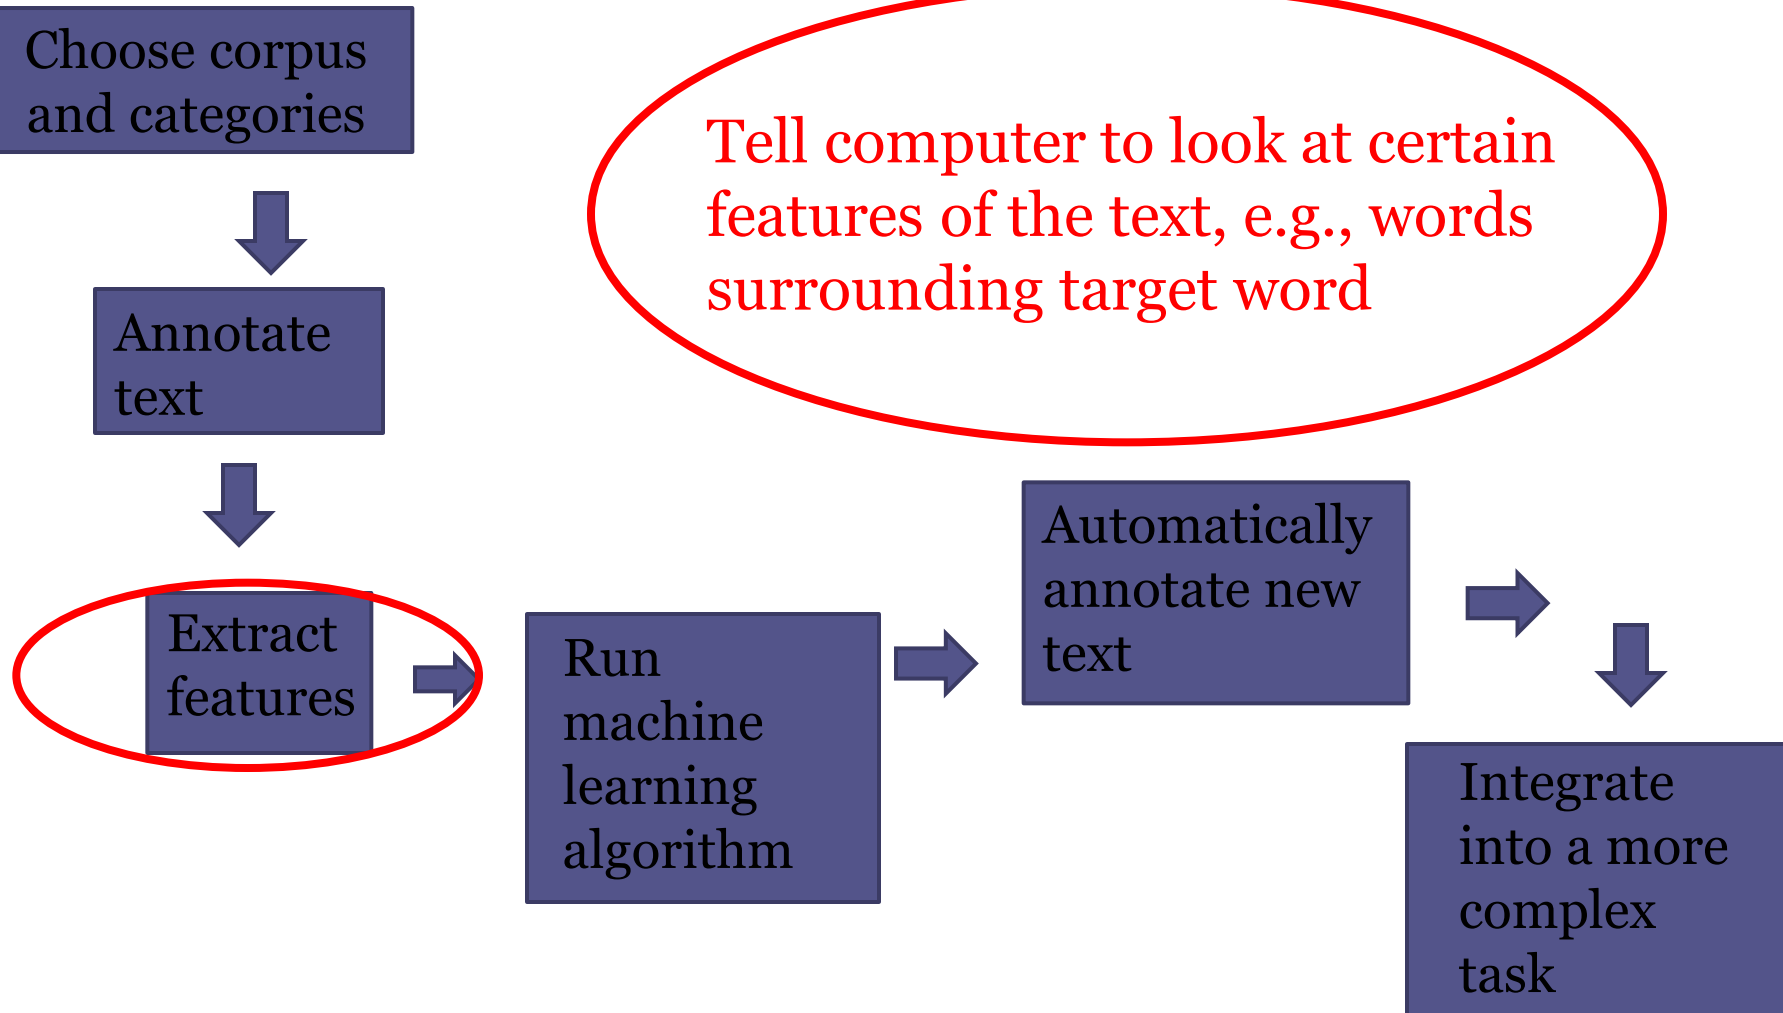 Choose corpus
and categories
Tell computer to look at certain
features of the text, e.g., words
surrounding target word
Annotate
text
Extract
features
Run
machine
learning
algorithm
Automatically
annotate new
text
Integrate
into a more
complex
task